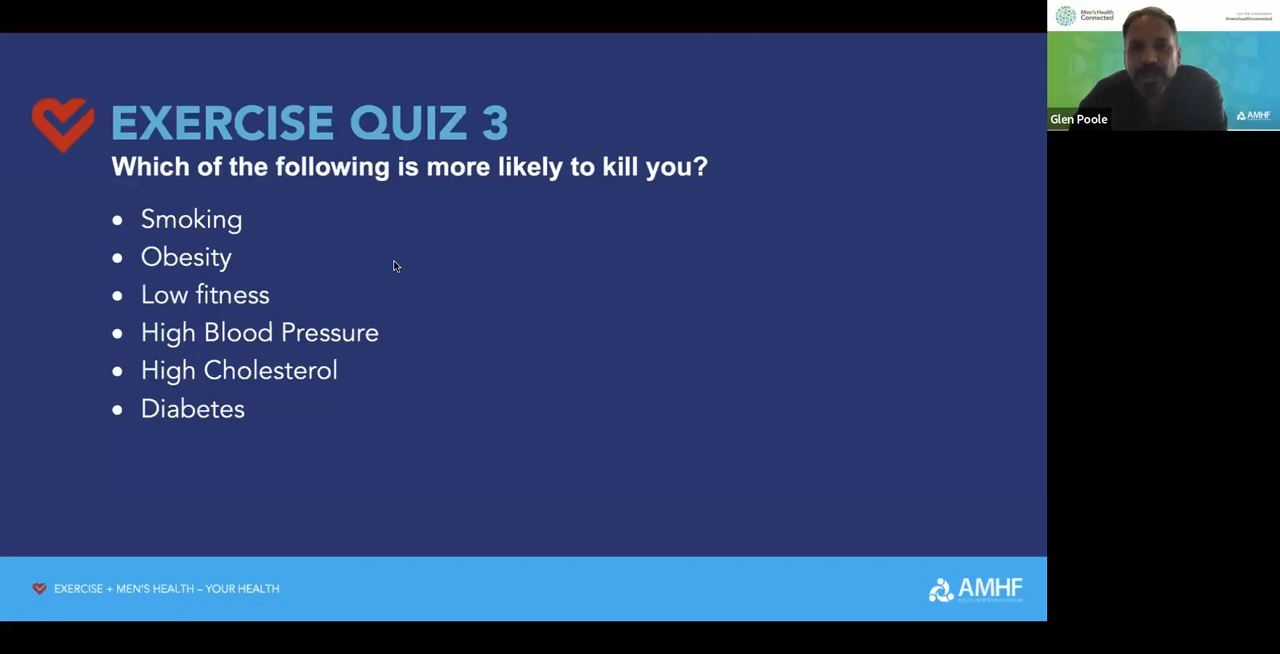 EXERCISE QUIZ 3
Which of the following is more likely to kill you?
• Smoking
• Obesity
• Low fitness
• High Blood Pressure
• High Cholesterol
• Diabetes
EXERCISE + MEN'S HEALTH – YOUR HEALTH
AMHF
Men's Health
Connected
#menshealthconnected
AMHF
Glen Poole